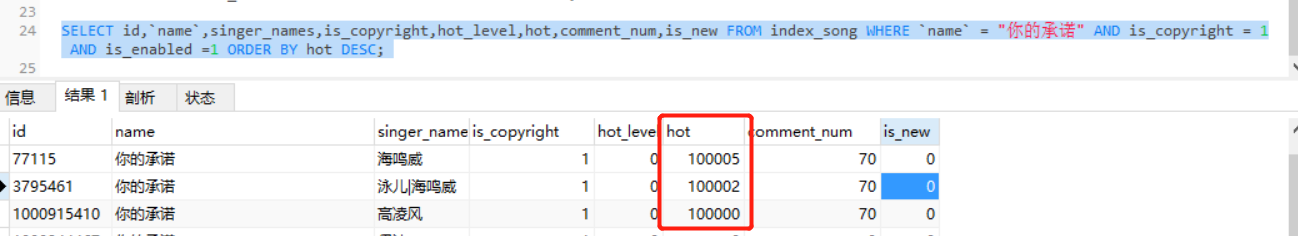 23
24 SELECT id,`name`,singer_names,is_copyright,hot_level,hot,comment_num,is_new FROM index_song WHERE `name` = "你的承诺" AND is_copyright = 1
AND is_enabled =1 ORDER BY hot DESC;
25
信息 结果 1 剖析 状态
id name singer_name is_copyright hot_level hot comment_num is_new
77115 你的承诺 海鸣威 1 0 100005 70 0
3795461 你的承诺 泳儿|海鸣威 1 0 100002 70 0
1000915410 你的承诺 高凌风 1 0 100000 70 0